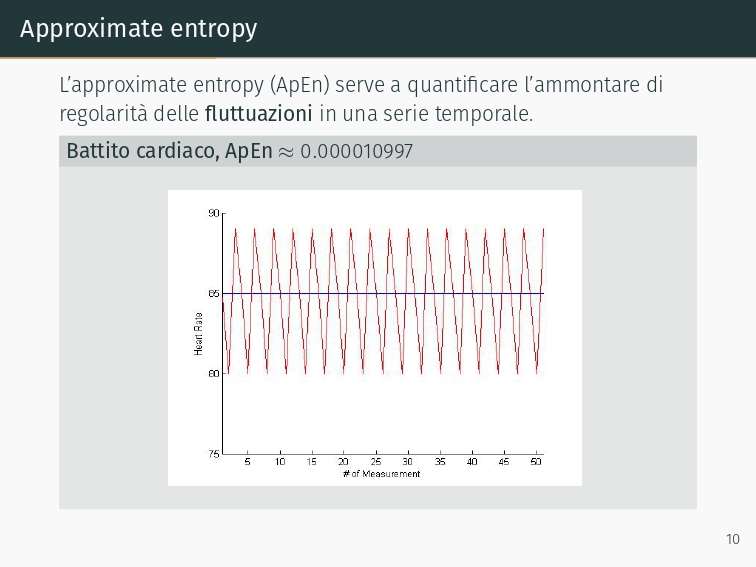 Approximate entropy
L’approximate entropy (ApEn) serve a quantificare l’ammontare di
regolarità delle fluttuazioni in una serie temporale.
Battito cardiaco, ApEn ≈ 0.000010997
90
85
80
75
Heart Rate
5 10 15 20 25 30 35 40 45 50
# of Measurement
10